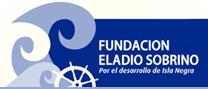 FUNDACION
ELADIO SOBRINO
Por el desarrollo de Isla Negra